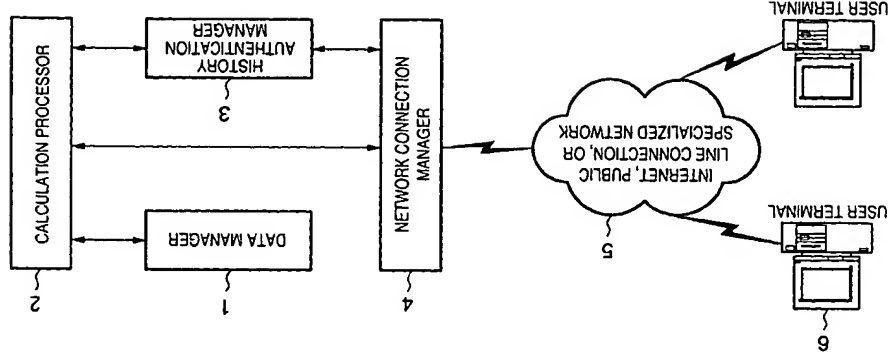 6
USER TERMINAL
5
INTERNET, PUBLIC
LINE CONNECTION, OR
SPECIALIZED NETWORK
USER TERMINAL
4
NETWORK CONNECTION
MANAGER
1
DATA MANAGER
3
HISTORY
AUTHENTICATION
MANAGER
2
CALCULATION PROCESSOR